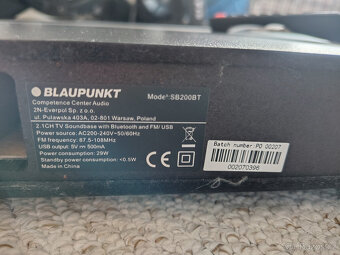 BLAUPUNKT
Competence Center Audio
2N-Everpol Sp. z o.o.
ul. Puławska 403A, 02-801 Warsaw, Poland
Model: SB200BT
2.1CH TV Soundbase with Bluetooth and FM/ USB
Power source: AC200-240V~50/60Hz
FM frequency: 87.5-108MHz
USB output: 5V⎓500mA
Power consumption: 29W
Standby power consumption: <0.5W
Made in China
CE
Batch number:PO 00207
002070396